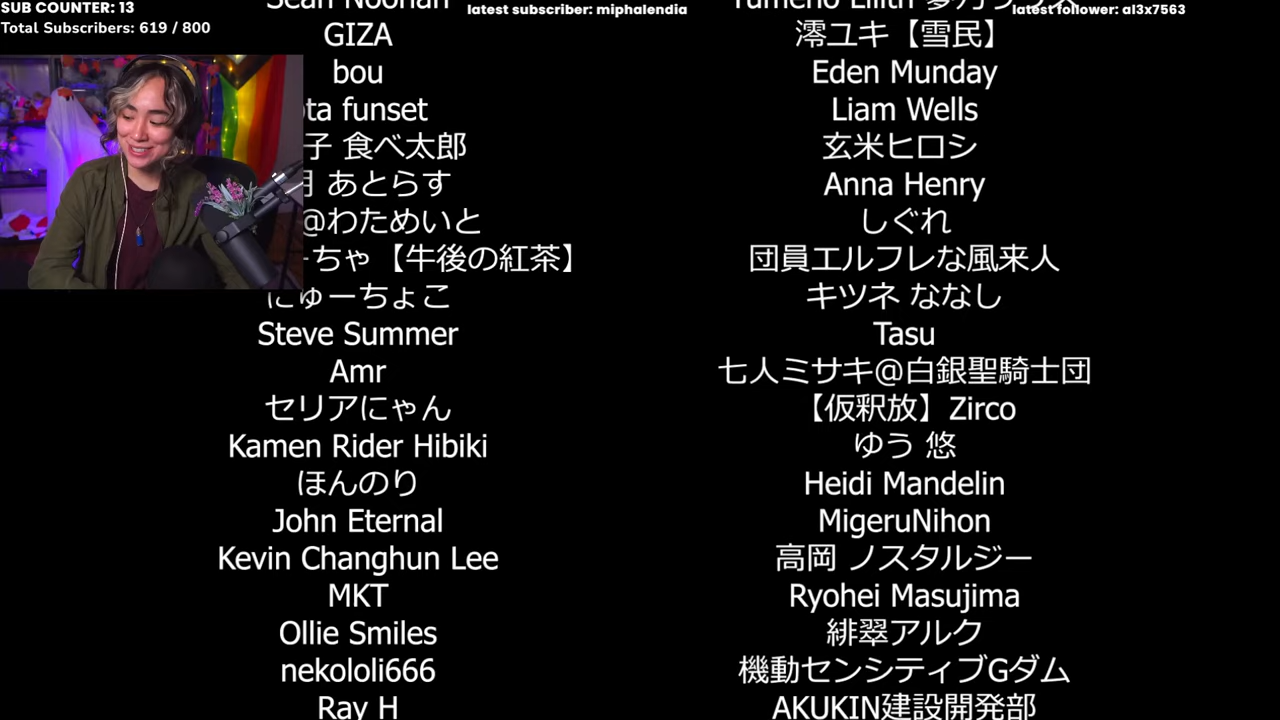 SUB COUNTER: 13
Total Subscribers: 619 / 800
latest subscriber: miphalendia
latest follower: al3x7563
Sean Noonan
GIZA
bou
funset
子 食べ太郎
あとらす
@わためいと
ーちゃ【牛後の紅茶】
にゅーちょこ
Steve Summer
Amr
セリアにゃん
Kamen Rider Hibiki
ほんのり
John Eternal
Kevin Changhun Lee
MKT
Ollie Smiles
nekololi666
Ray H
Yumeno Lilith
澪ユキ【雪民】
Eden Munday
Liam Wells
玄米ヒロシ
Anna Henry
しぐれ
団員エルフレな風来人
キツネ ななし
Tasu
七人ミサキ@白銀聖騎士団
【仮釈放】Zirco
ゆう 悠
Heidi Mandelin
MigeruNihon
高岡 ノスタルジー
Ryohei Masujima
緋翠アルク
機動センシティブGダム
AKUKIN建設開発部